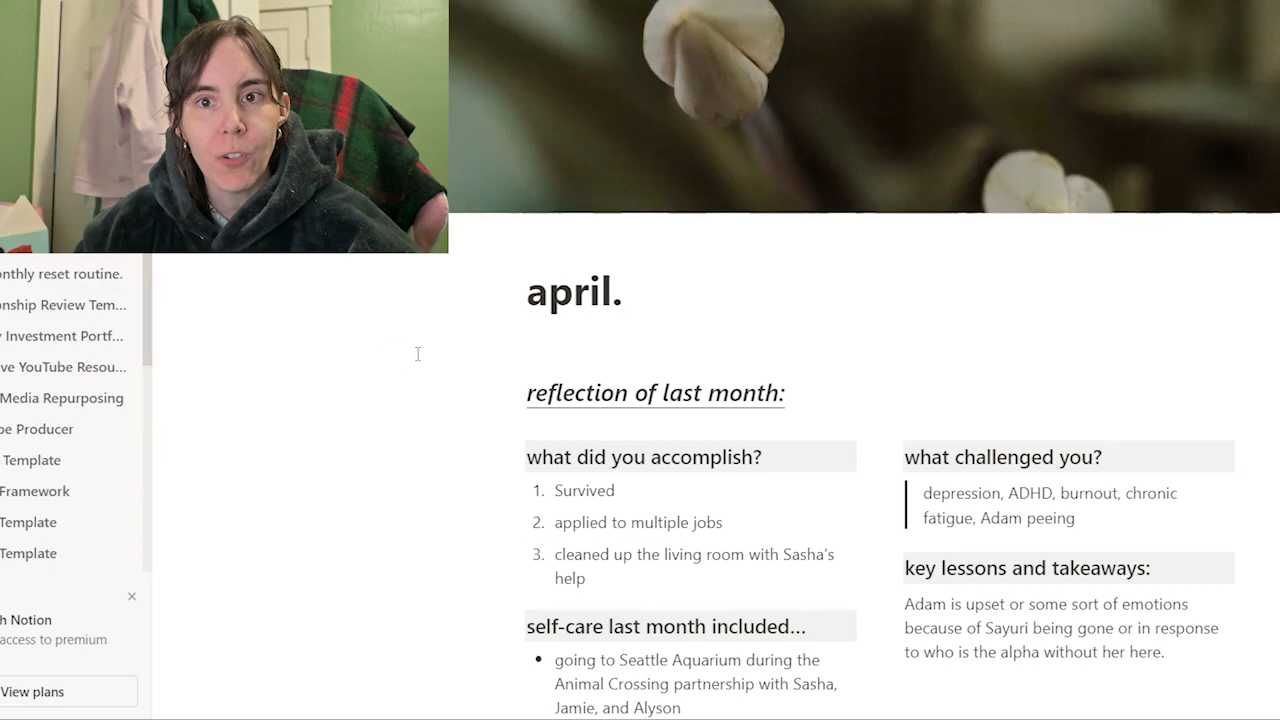 onthly reset routine.
onship Review Tem...
Investment Portf...
ve YouTube Resou...
Media Repurposing
be Producer
Template
Framework
Template
Template
h Notion
access to premium
View plans
april.
reflection of last month:
what did you accomplish?
1. Survived
2. applied to multiple jobs
3. cleaned up the living room with Sasha's
help
self-care last month included...
• going to Seattle Aquarium during the
Animal Crossing partnership with Sasha,
Jamie, and Alyson
what challenged you?
depression, ADHD, burnout, chronic
fatigue, Adam peeing
key lessons and takeaways:
Adam is upset or some sort of emotions
because of Sayuri being gone or in response
to who is the alpha without her here.